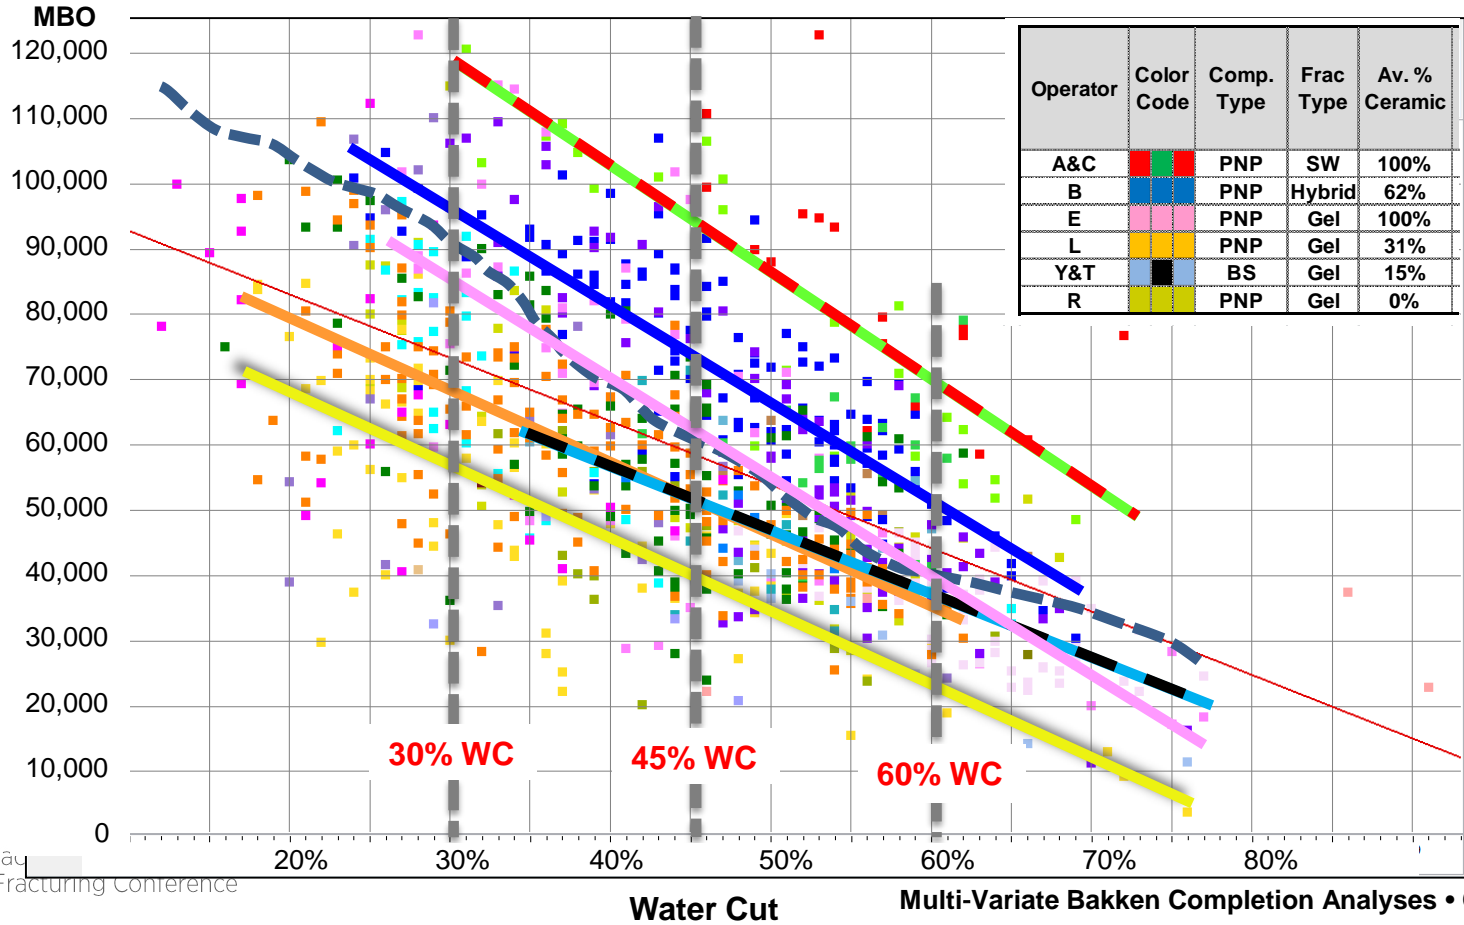 MBO
120,000
110,000
100,000
90,000
80,000
70,000
60,000
50,000
40,000
30,000
20,000
10,000
0
Operator Color Code Comp. Type Frac Type Av. % Ceramic
A&C PNP SW 100%
B PNP Hybrid 62%
E PNP Gel 100%
L PNP Gel 31%
Y&T BS Gel 15%
R PNP Gel 0%
30% WC
45% WC
60% WC
20% 30% 40% 50% 60% 70% 80%
Fracturing Conference
Water Cut
Multi-Variate Bakken Completion Analyses •